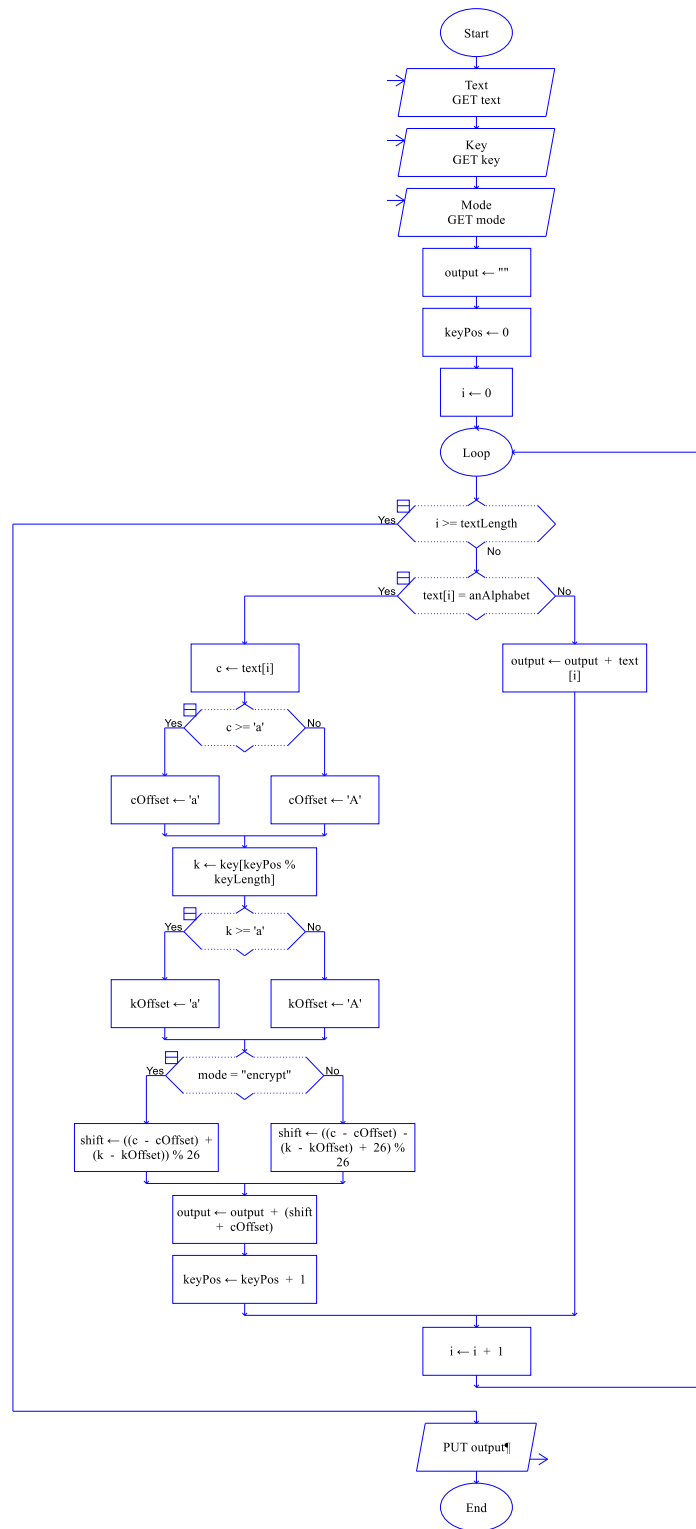 Start
Text
GET text
Key
GET key
Mode
GET mode
output ← ""
keyPos ← 0
i ← 0
Loop
Yes
i >= textLength
No
Yes
text[i] = anAlphabet
No
c ← text[i]
output ← output + text
[i]
Yes
c >= 'a'
No
cOffset ← 'a'
cOffset ← 'A'
k ← key[keyPos %
keyLength]
Yes
k >= 'a'
No
kOffset ← 'a'
kOffset ← 'A'
Yes
mode = "encrypt"
No
shift ← ((c - cOffset) +
(k - kOffset)) % 26
shift ← ((c - cOffset) -
(k - kOffset) + 26) %
26
output ← output + (shift
+ cOffset)
keyPos ← keyPos + 1
i ← i + 1
PUT output¶
End